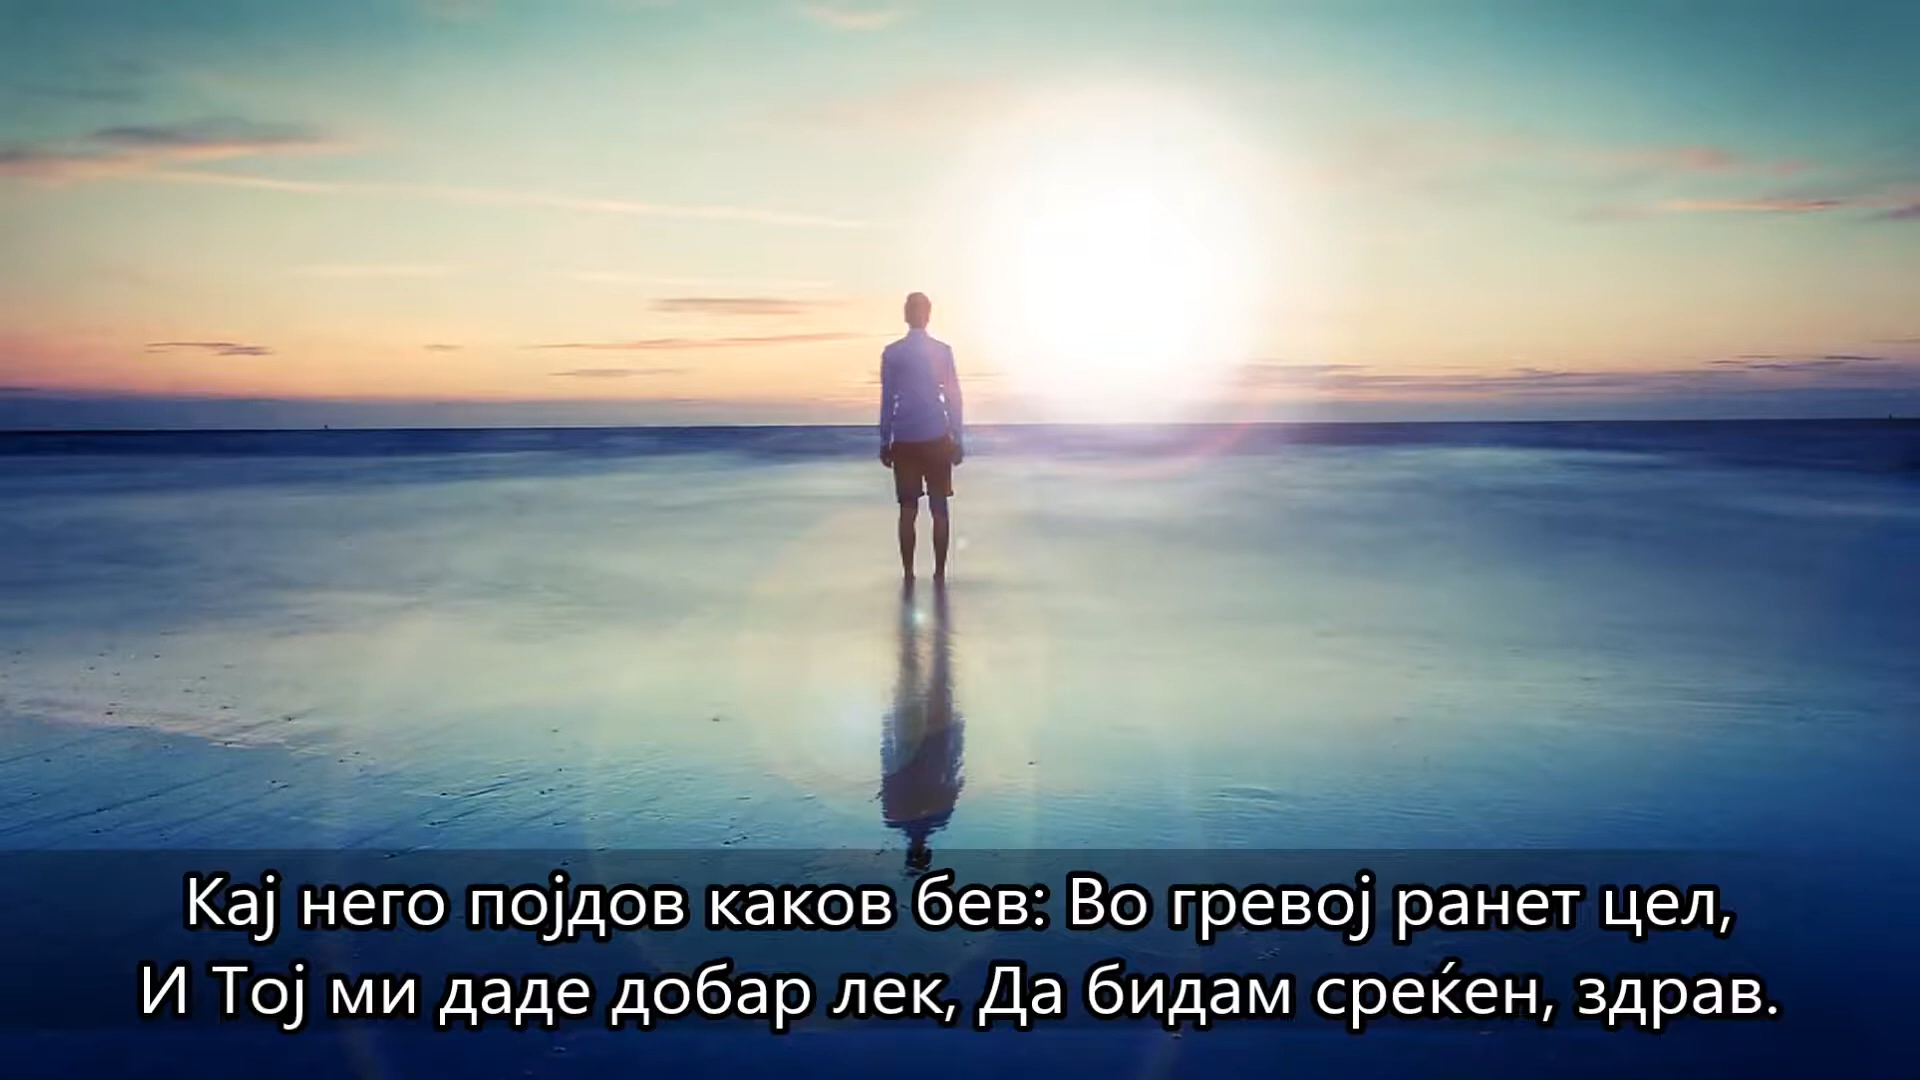 Кај него појдов каков бев: Во гревој ранет цел,
И Тој ми даде добар лек, Да бидам среќен, здрав.